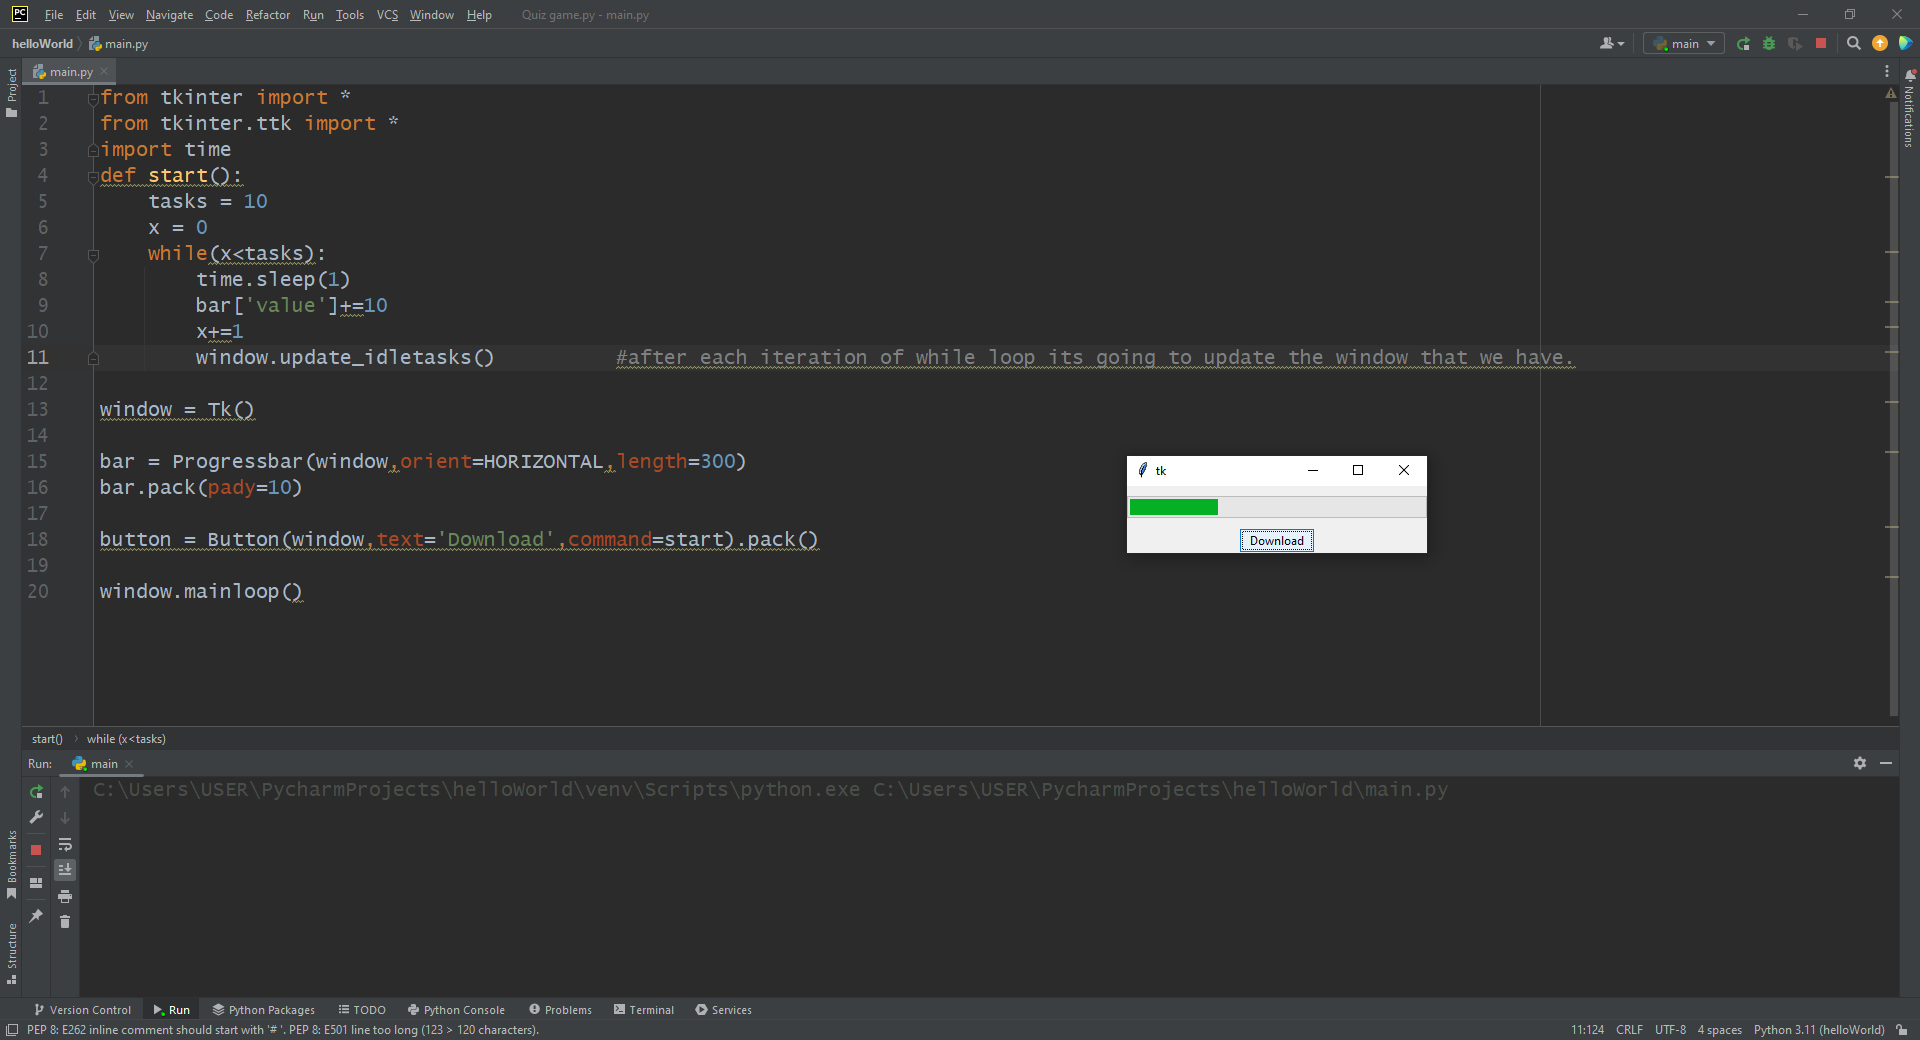 PC File Edit View Navigate Code Refactor Run Tools VCS Window Help Quiz game.py - main.py
helloWorld main.py main
main.py
Project
Notifications
1 from tkinter import *
2 from tkinter.ttk import *
3 import time
4 def start():
5 tasks = 10
6 x = 0
7 while(x<tasks):
8 time.sleep(1)
9 bar['value']+=10
10 x+=1
11 window.update_idletasks() #after each iteration of while loop its going to update the window that we have.
12
13 window = Tk()
14
15 bar = Progressbar(window,orient=HORIZONTAL,length=300)
16 bar.pack(pady=10)
17
18 button = Button(window,text='Download',command=start).pack()
19
20 window.mainloop()
tk
Download
start() while (x<tasks)
Run: main
C:\Users\USER\PycharmProjects\helloWorld\venv\Scripts\python.exe C:\Users\USER\PycharmProjects\helloWorld\main.py
Bookmarks
Structure
Version Control Run Python Packages TODO Python Console Problems Terminal Services
PEP 8: E262 inline comment should start with '# '. PEP 8: E501 line too long (123 > 120 characters). 11:124 CRLF UTF-8 4 spaces Python 3.11 (helloWorld)